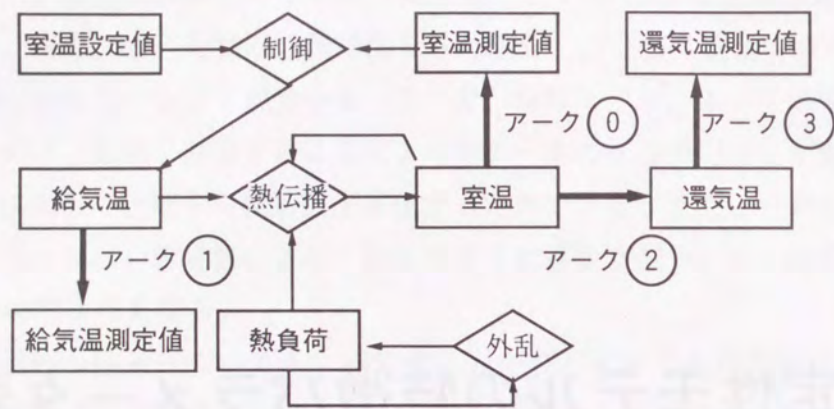 室温設定値
制御
室温測定値
還気温測定値
アーク 0
アーク 3
給気温
熱伝播
室温
還気温
アーク 1
アーク 2
給気温測定値
熱負荷
外乱